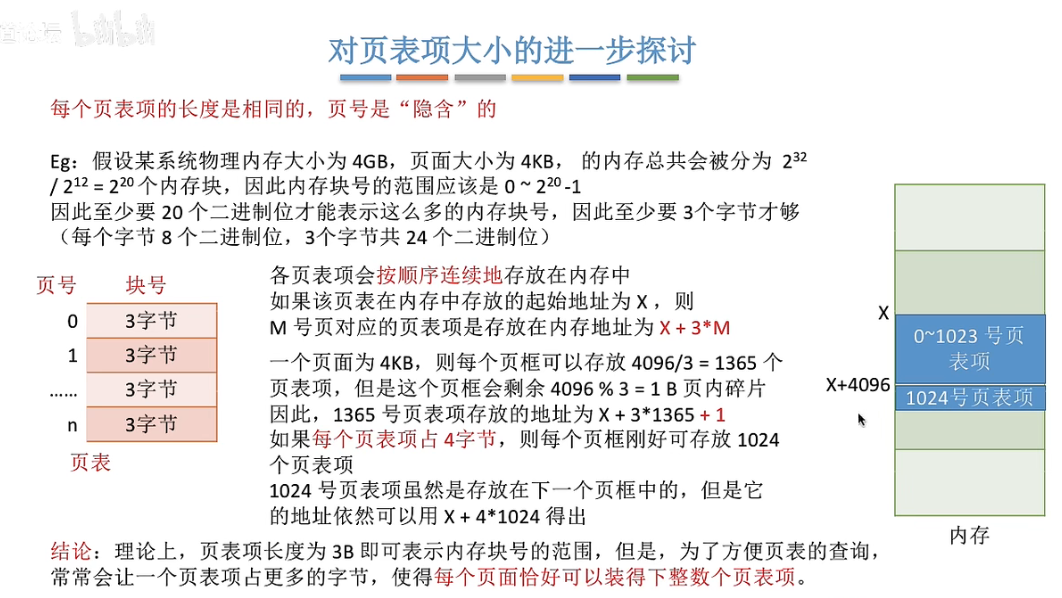 bilibili
对页表项大小的进一步探讨
每个页表项的长度是相同的，页号是“隐含”的
Eg：假设某系统物理内存大小为 4GB，页面大小为 4KB， 的内存总共会被分为 2³²
/ 2¹² = 2²⁰ 个内存块，因此内存块号的范围应该是 0 ~ 2²⁰ -1
因此至少要 20 个二进制位才能表示这么多的内存块号，因此至少要 3个字节才够
（每个字节 8 个二进制位，3个字节共 24 个二进制位）
页号 块号
0 3字节
1 3字节
…… 3字节
n 3字节
页表
各页表项会按顺序连续地存放在内存中
如果该页表在内存中存放的起始地址为 X ，则
M 号页对应的页表项是存放在内存地址为 X + 3*M
一个页面为 4KB，则每个页框可以存放 4096/3 = 1365 个
页表项，但是这个页框会剩余 4096 % 3 = 1 B 页内碎片
因此，1365 号页表项存放的地址为 X + 3*1365 + 1
如果每个页表项占 4字节，则每个页框刚好可存放 1024
个页表项
1024 号页表项虽然是存放在下一个页框中的，但是它
的地址依然可以用 X + 4*1024 得出
X
0~1023 号页
表项
X+4096
1024号页表项
内存
结论：理论上，页表项长度为 3B 即可表示内存块号的范围，但是，为了方便页表的查询，
常常会让一个页表项占更多的字节，使得每个页面恰好可以装得下整数个页表项。